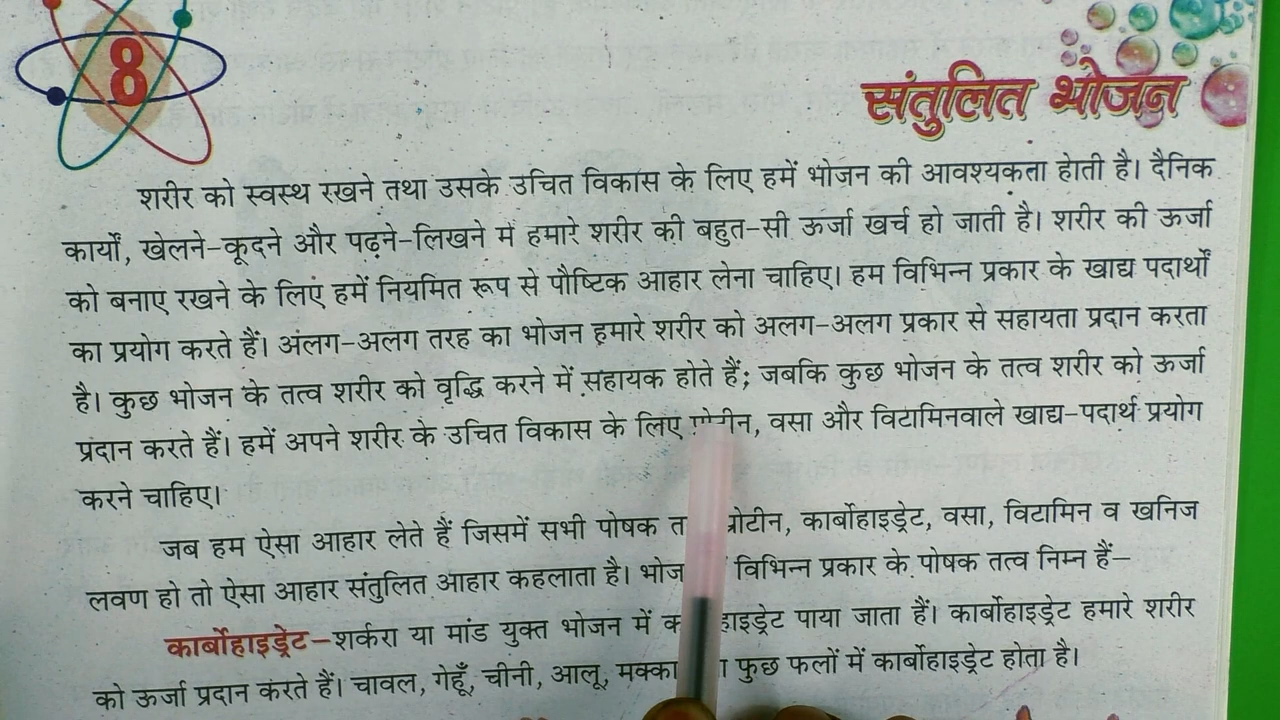 8
संतुलित भोजन
शरीर को स्वस्थ रखने तथा उसके उचित विकास के लिए हमें भोजन की आवश्यकता होती है। दैनिक
कार्यों, खेलने-कूदने और पढ़ने-लिखने में हमारे शरीर की बहुत-सी ऊर्जा खर्च हो जाती है। शरीर की ऊर्जा
को बनाए रखने के लिए हमें नियमित रूप से पौष्टिक आहार लेना चाहिए। हम विभिन्न प्रकार के खाद्य पदार्थों
का प्रयोग करते हैं। अलग-अलग तरह का भोजन हमारे शरीर को अलग-अलग प्रकार से सहायता प्रदान करता
है। कुछ भोजन के तत्व शरीर को वृद्धि करने में सहायक होते हैं; जबकि कुछ भोजन के तत्व शरीर को ऊर्जा
प्रदान करते हैं। हमें अपने शरीर के उचित विकास के लिए प्रोटीन, वसा और विटामिनवाले खाद्य-पदार्थ प्रयोग
करने चाहिए।
जब हम ऐसा आहार लेते हैं जिसमें सभी पोषक प्रोटीन, कार्बोहाइड्रेट, वसा, विटामिन व खनिज
लवण हो तो ऐसा आहार संतुलित आहार कहलाता है। विभिन्न प्रकार के पोषक तत्व निम्न हैं-
कार्बोहाइड्रेट-शर्करा या मांड युक्त भोजन में कार्बोहाइड्रेट पाया जाता हैं। कार्बोहाइड्रेट हमारे शरीर
को ऊर्जा प्रदान करते हैं। चावल, गेहूँ, चीनी, आलू, मक्का फुछ फलों में कार्बोहाइड्रेट होता है।